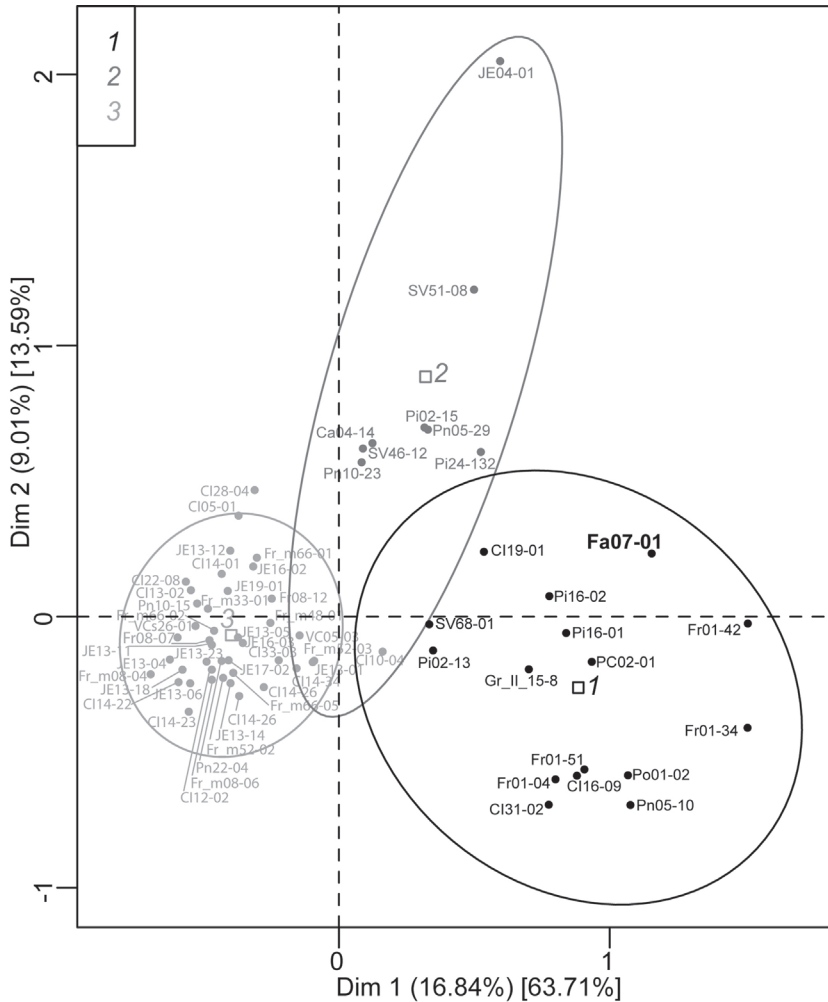 1
2
3
JE04-01
SV51-08
2
Pi02-15
Ca04-14
Pn05-29
SV46-12
Pn10-23
Pi24-132
Cl28-04
Cl05-01
JE13-12
Fr_m66-01
Cl14-01
JE16-02
Cl22-08
Cl13-02
JE19-01
Pn10-15
Fr_m33-01
Fr08-12
Fr_m66-02
3
VCs26-01
Fr08-07
JE13-05
VC05-03
JE13-11
JE13-23
JE16-03
Cl33-03
JE13-04
JE17-02
JE13-01
Cl10-04
Fr_m08-04
JE13-18
JE13-06
Cl14-34
Cl14-22
Cl14-26
Fr_m66-05
Cl14-23
Cl14-26
JE13-14
Fr_m52-02
Pn22-04
Fr_m08-06
Cl12-02
Fa07-01
Cl19-01
Pi16-02
SV68-01
Pi16-01
Fr01-42
Pi02-13
PC02-01
Gr_II_15-8
1
Fr01-34
Fr01-51
Po01-02
Fr01-04
Cl16-09
Cl31-02
Pn05-10
2
1
0
-1
Dim 2 (9.01%) [13.59%]
0
1
Dim 1 (16.84%) [63.71%]